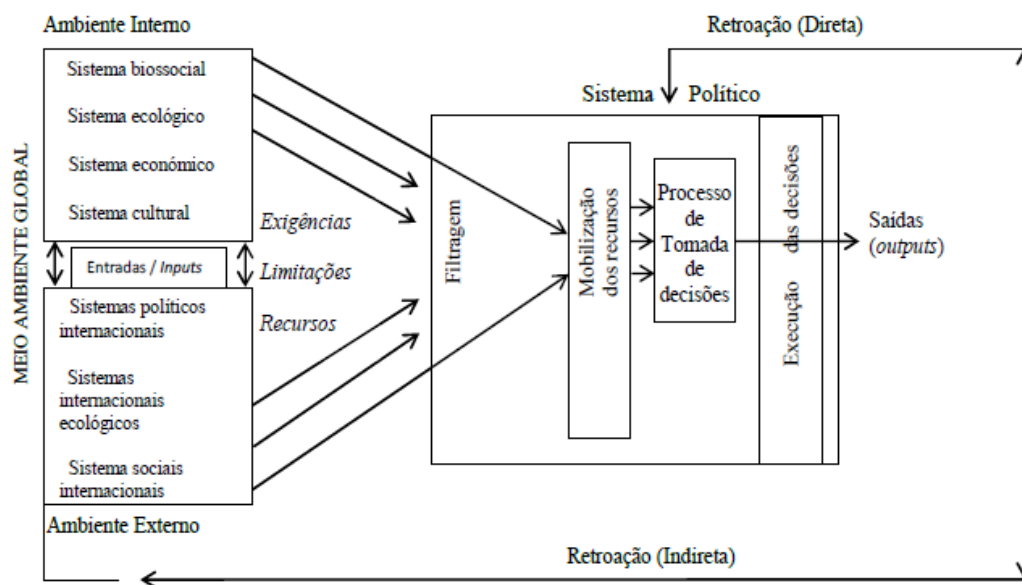 Ambiente Interno
Retroação (Direta)
Sistema biossocial
Sistema ecológico
Sistema económico
Sistema cultural
MEIO AMBIENTE GLOBAL
Entradas / Inputs
Exigências
Limitações
Recursos
Sistemas políticos
internacionais
Sistemas
internacionais
ecológicos
Sistema sociais
internacionais
Ambiente Externo
Sistema Político
Filtragem
Mobilização
dos recursos
Processo
de
Tomada
de
decisões
Execução das decisões
Saídas
(outputs)
Retroação (Indireta)